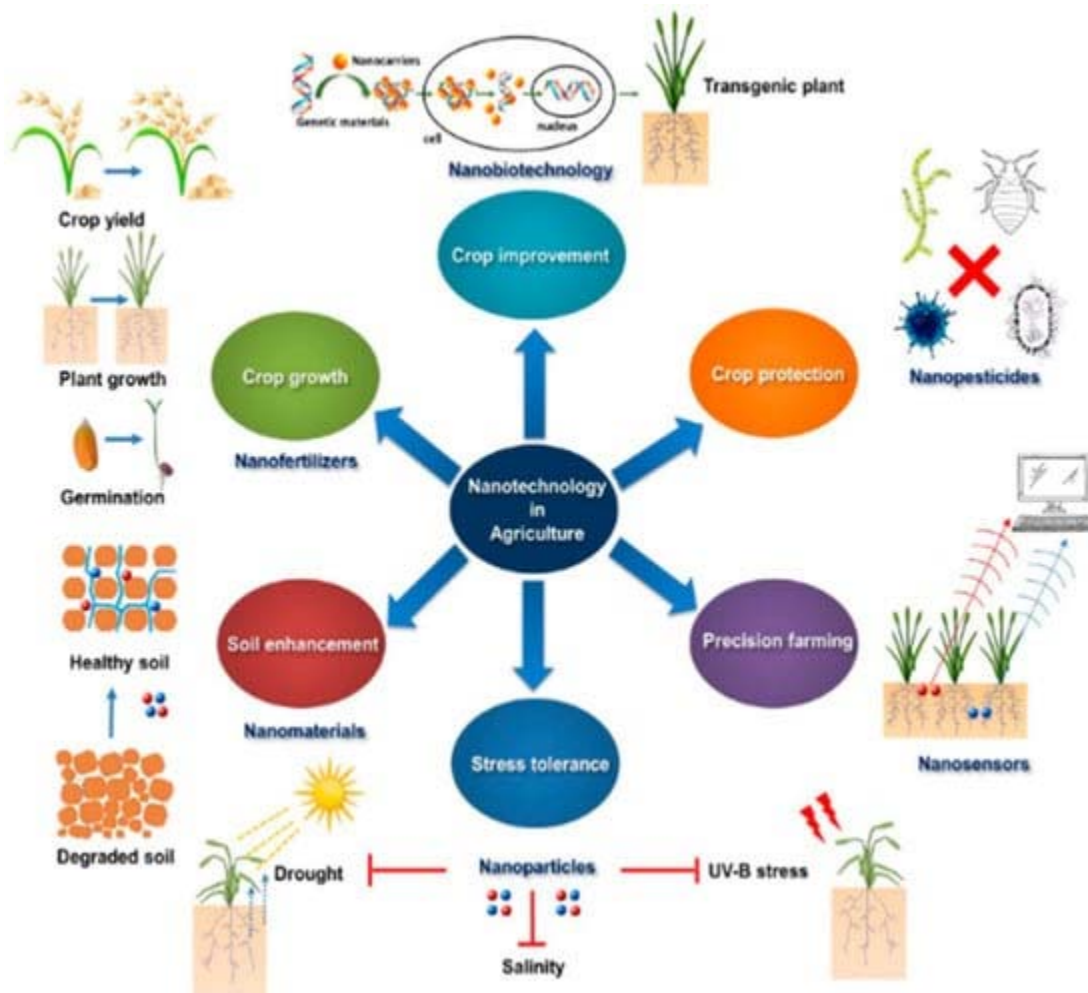 Nanocarriers
Genetic materials
cell
nucleus
Transgenic plant
Nanobiotechnology
Crop yield
Crop improvement
Plant growth
Crop growth
Crop protection
Nanopesticides
Nanofertilizers
Germination
Nanotechnology
in
Agriculture
Healthy soil
Soil enhancement
Precision farming
Nanomaterials
Nanosensors
Stress tolerance
Degraded soil
Drought
Nanoparticles
UV-B stress
Salinity